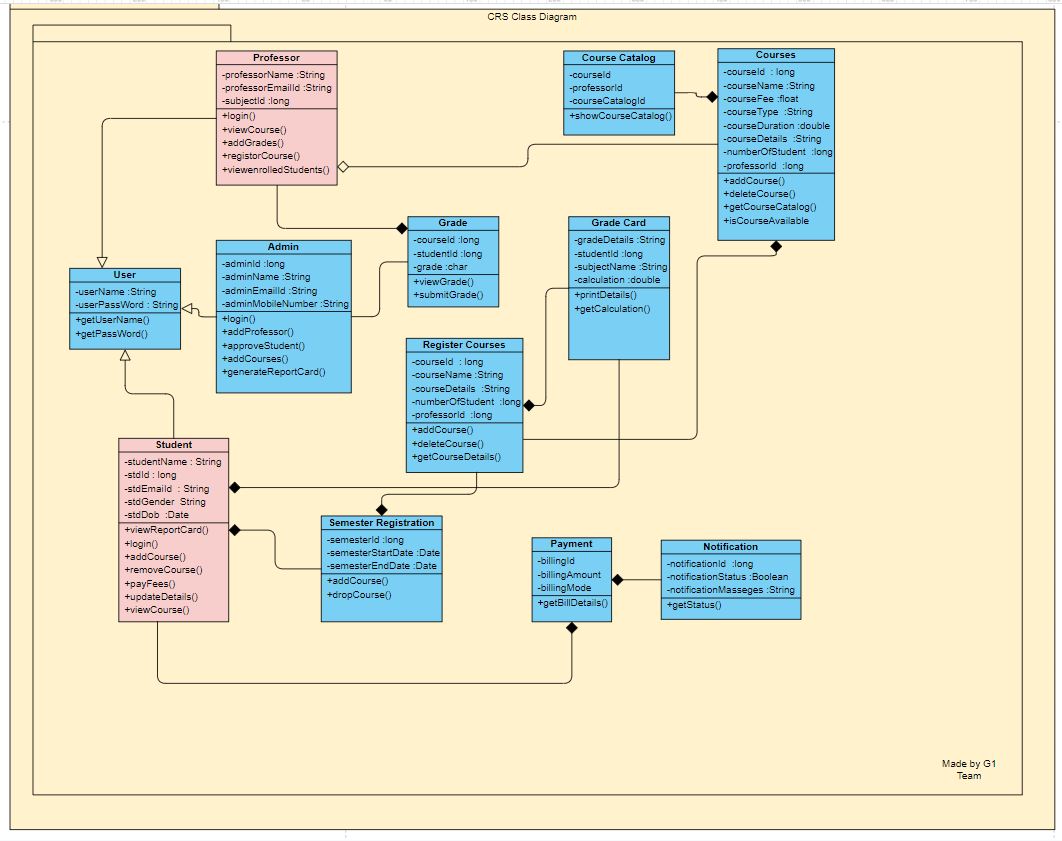 CRS Class Diagram
Professor
-professorName :String
-professorEmailId :String
-subjectId :long
+login()
+viewCourse()
+addGrades()
+registorCourse()
+viewenrolledStudents()
Course Catalog
-courseId
-professorId
-courseCatalogId
+showCourseCatalog()
Courses
-courseId : long
-courseName :String
-courseFee :float
-courseType :String
-courseDuration :double
-courseDetails :String
-numberOfStudent :long
-professorId :long
+addCourse()
+deleteCourse()
+getCourseCatalog()
+isCourseAvailable
Grade
-courseId :long
-studentId :long
-grade :char
+viewGrade()
+submitGrade()
Grade Card
-gradeDetails :String
-studentId :long
-subjectName :String
-calculation :double
+printDetails()
+getCalculation()
Admin
-adminId :long
-adminName :String
-adminEmailId :String
-adminMobileNumber :String
+login()
+addProfessor()
+approveStudent()
+addCourses()
+generateReportCard()
User
-userName :String
-userPassWord : String
+getUserName()
+getPassWord()
Register Courses
-courseId : long
-courseName :String
-courseDetails :String
-numberOfStudent :long
-professorId :long
+addCourse()
+deleteCourse()
+getCourseDetails()
Student
-studentName : String
-stdId : long
-stdEmaild : String
-stdGender String
-stdDob :Date
+viewReportCard()
+login()
+addCourse()
+removeCourse()
+payFees()
+updateDetails()
+viewCourse()
Semester Registration
-semesterId :long
-semesterStartDate :Date
-semesterEndDate :Date
+addCourse()
+dropCourse()
Payment
-billingId
-billingAmount
-billingMode
+getBillDetails()
Notification
-notificationId :long
-notificationStatus :Boolean
-notificationMasseges :String
+getStatus()
Made by G1
Team